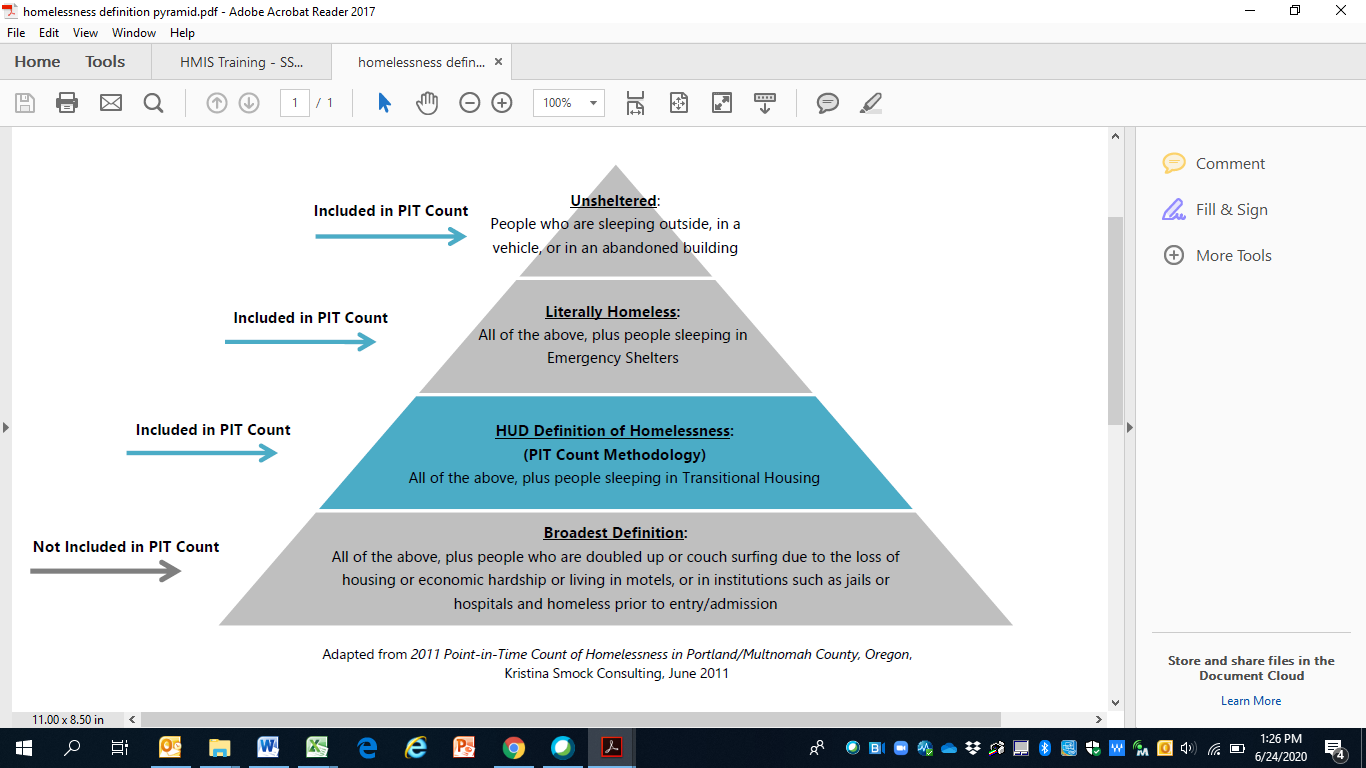 homelessness definition pyramid.pdf - Adobe Acrobat Reader 2017
File Edit View Window Help
Home Tools HMIS Training - SS... homelessness defin... ×
1 / 1 100%
Included in PIT Count
Unsheltered:
People who are sleeping outside, in a
vehicle, or in an abandoned building
Included in PIT Count
Literally Homeless:
All of the above, plus people sleeping in
Emergency Shelters
Included in PIT Count
HUD Definition of Homelessness:
(PIT Count Methodology)
All of the above, plus people sleeping in Transitional Housing
Not Included in PIT Count
Broadest Definition:
All of the above, plus people who are doubled up or couch surfing due to the loss of
housing or economic hardship or living in motels, or in institutions such as jails or
hospitals and homeless prior to entry/admission
Adapted from 2011 Point-in-Time Count of Homelessness in Portland/Multnomah County, Oregon,
Kristina Smock Consulting, June 2011
Comment
Fill & Sign
More Tools
Store and share files in the
Document Cloud
Learn More
11.00 x 8.50 in
1:26 PM
6/24/2020
4